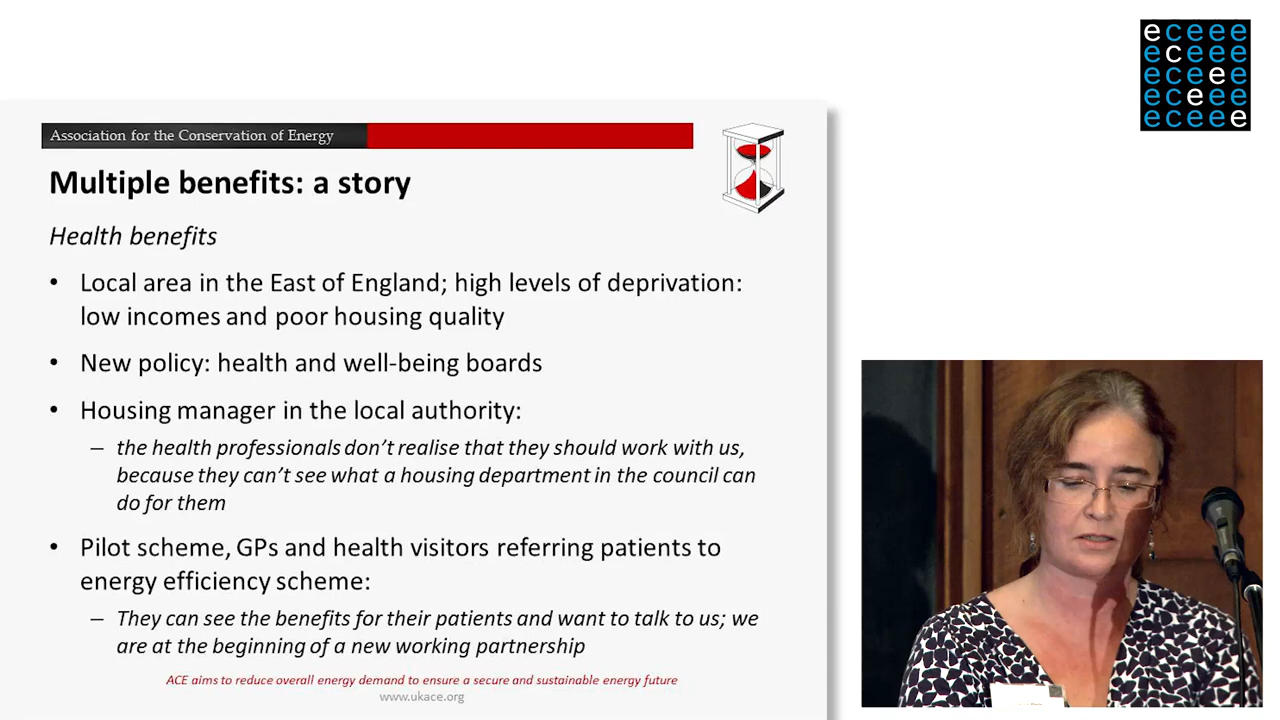 eceee
eceee
eceee
eceee
eceee
Association for the Conservation of Energy
Multiple benefits: a story
Health benefits
• Local area in the East of England; high levels of deprivation:
low incomes and poor housing quality
• New policy: health and well-being boards
• Housing manager in the local authority:
– the health professionals don’t realise that they should work with us,
because they can’t see what a housing department in the council can
do for them
• Pilot scheme, GPs and health visitors referring patients to
energy efficiency scheme:
– They can see the benefits for their patients and want to talk to us; we
are at the beginning of a new working partnership
ACE aims to reduce overall energy demand to ensure a secure and sustainable energy future
www.ukace.org